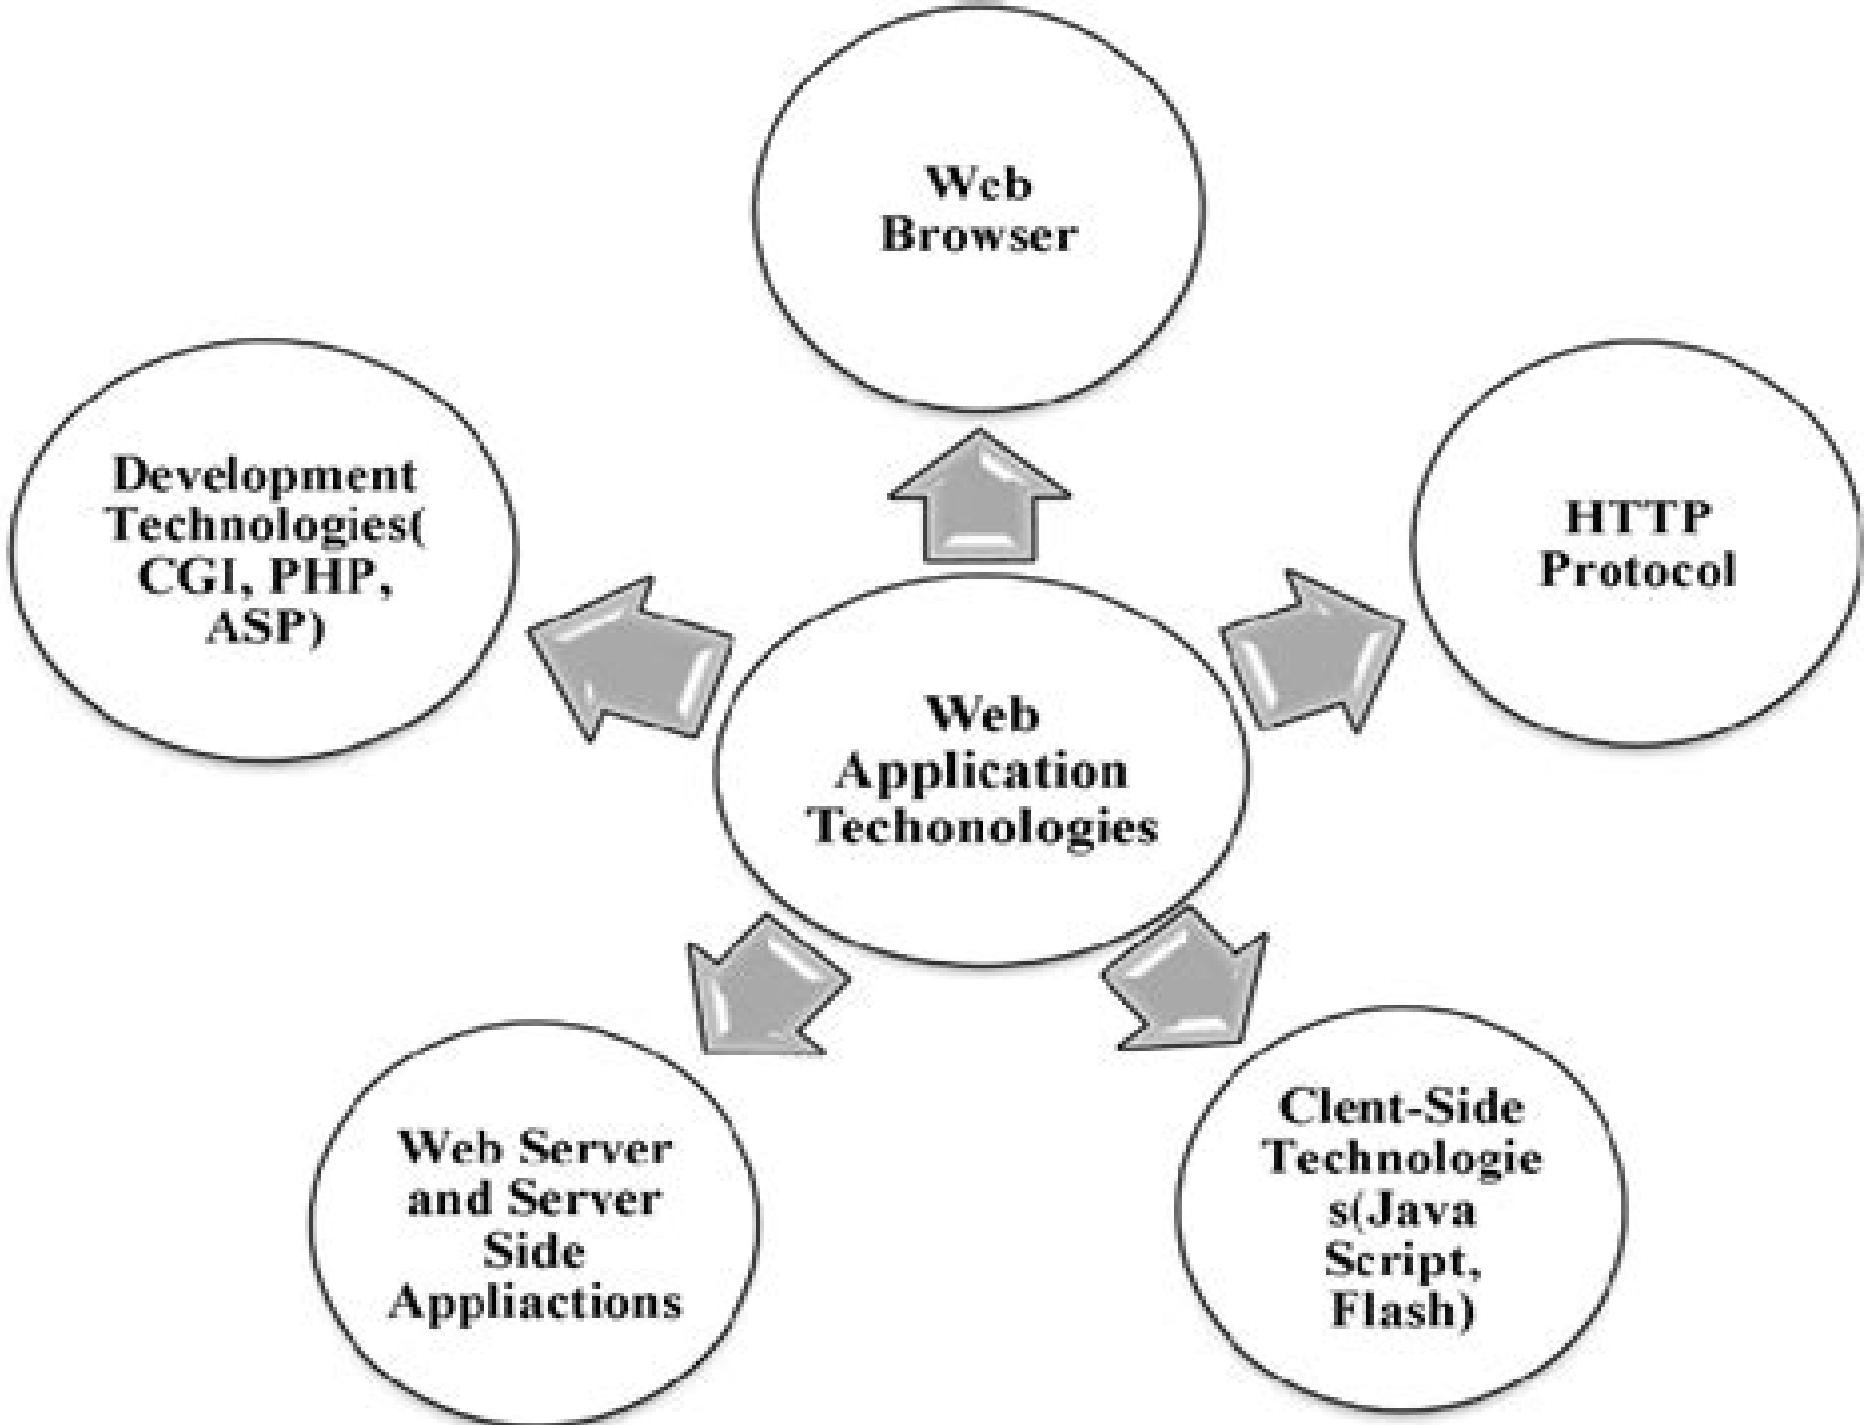 Web
Browser
Development
Technologies(
CGI, PHP,
ASP)
HTTP
Protocol
Web
Application
Techonologies
Web Server
and Server
Side
Appliactions
Clent-Side
Technologie
s(Java
Script,
Flash)